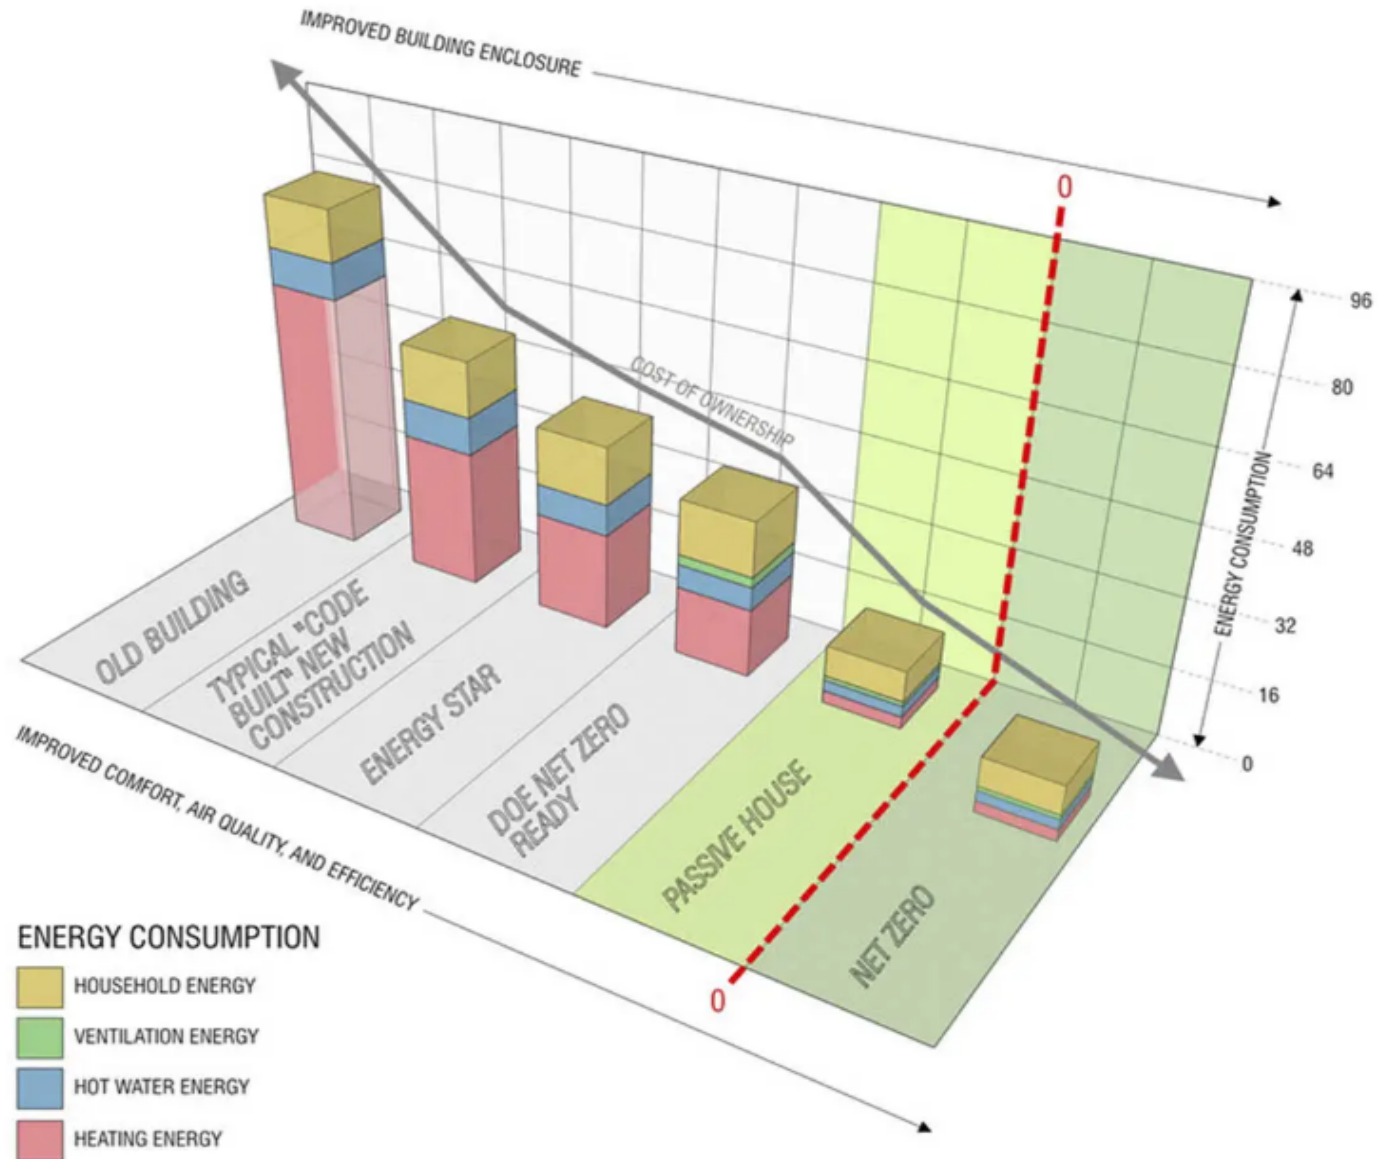 IMPROVED BUILDING ENCLOSURE
0
96
80
64
48
32
16
0
ENERGY CONSUMPTION
COST OF OWNERSHIP
OLD BUILDING
TYPICAL "CODE
BUILT" NEW
CONSTRUCTION
ENERGY STAR
DOE NET ZERO
READY
PASSIVE HOUSE
NET ZERO
0
IMPROVED COMFORT, AIR QUALITY, AND EFFICIENCY
ENERGY CONSUMPTION
HOUSEHOLD ENERGY
VENTILATION ENERGY
HOT WATER ENERGY
HEATING ENERGY